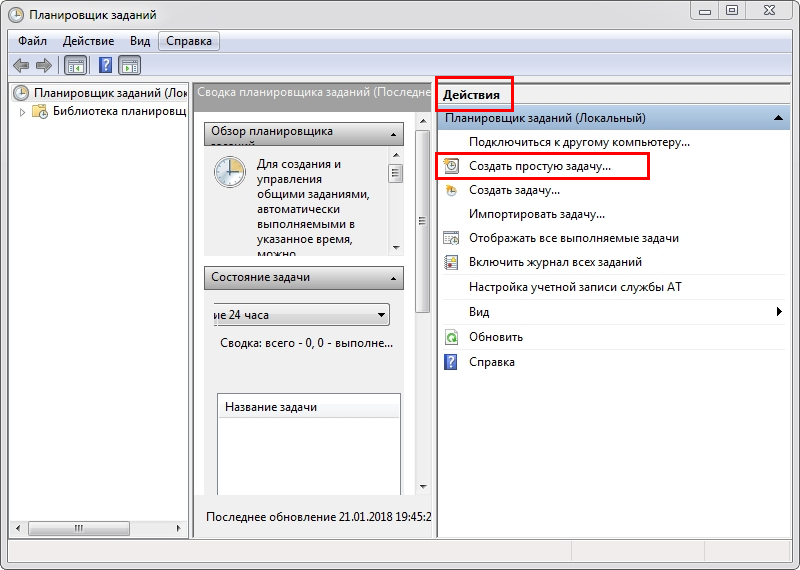 Планировщик заданий
Файл Действие Вид Справка
Планировщик заданий (Лок
Библиотека планировщ
Сводка планировщика заданий (Последне
Обзор планировщика
Для создания и
управления
общими заданиями,
автоматически
выполняемыми в
указанное время,
можно
Состояние задачи
ие 24 часа
Сводка: всего - 0, 0 - выполне...
Название задачи
Последнее обновление 21.01.2018 19:45:2
Действия
Планировщик заданий (Локальный)
Подключиться к другому компьютеру...
Создать простую задачу...
Создать задачу...
Импортировать задачу...
Отображать все выполняемые задачи
Включить журнал всех заданий
Настройка учетной записи службы AT
Вид
Обновить
Справка